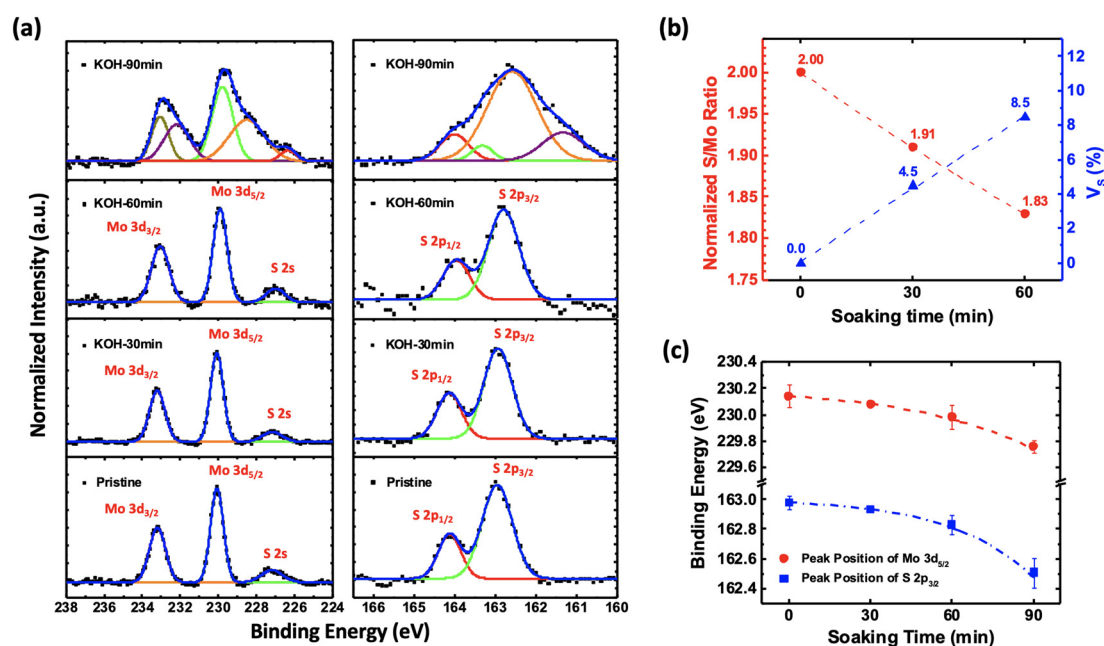 (a)
KOH-90min
KOH-90min
KOH-60min
Mo 3d5/2
Mo 3d3/2
S 2s
KOH-60min
S 2p3/2
S 2p1/2
KOH-30min
Mo 3d5/2
Mo 3d3/2
S 2s
KOH-30min
S 2p3/2
S 2p1/2
Pristine
Mo 3d5/2
Mo 3d3/2
S 2s
Pristine
S 2p3/2
S 2p1/2
Normalized Intensity (a.u.)
238 236 234 232 230 228 226 224
166 165 164 163 162 161 160
Binding Energy (eV)
(b)
2.00
1.95
1.90
1.85
1.80
1.75
Normalized S/Mo Ratio
2.00
1.91
1.83
0.0
4.5
8.5
12
10
8
6
4
2
0
VS (%)
0 30 60
Soaking time (min)
(c)
230.4
230.2
230.0
229.8
229.6
163.0
162.8
162.6
162.4
Binding Energy (eV)
Peak Position of Mo 3d5/2
Peak Position of S 2p3/2
0 30 60 90
Soaking Time (min)